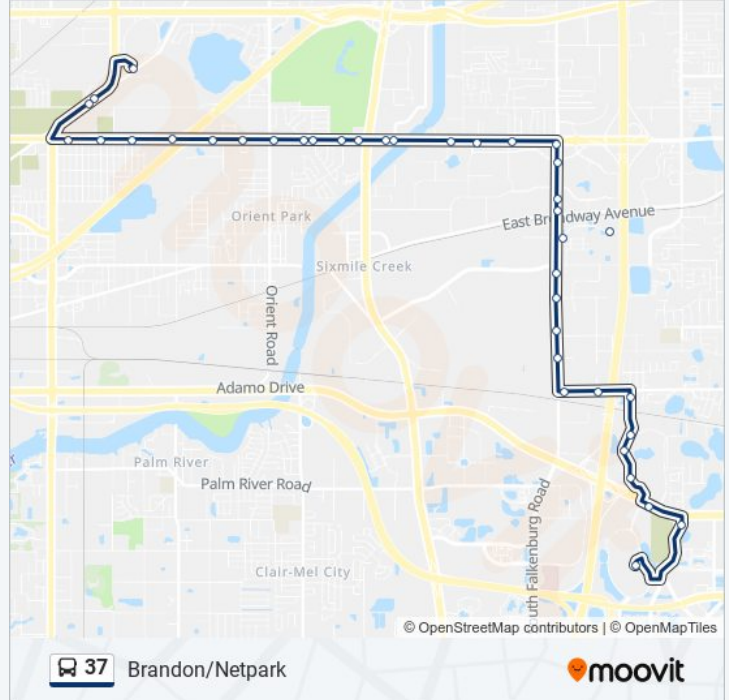 Orient Park
East Broadway Avenue
Sixmile Creek
Orient Road
Adamo Drive
Palm River
Palm River Road
South Falkenburg Road
Clair-Mel City
© OpenStreetMap contributors | © OpenMapTiles
37 Brandon/Netpark
moovit